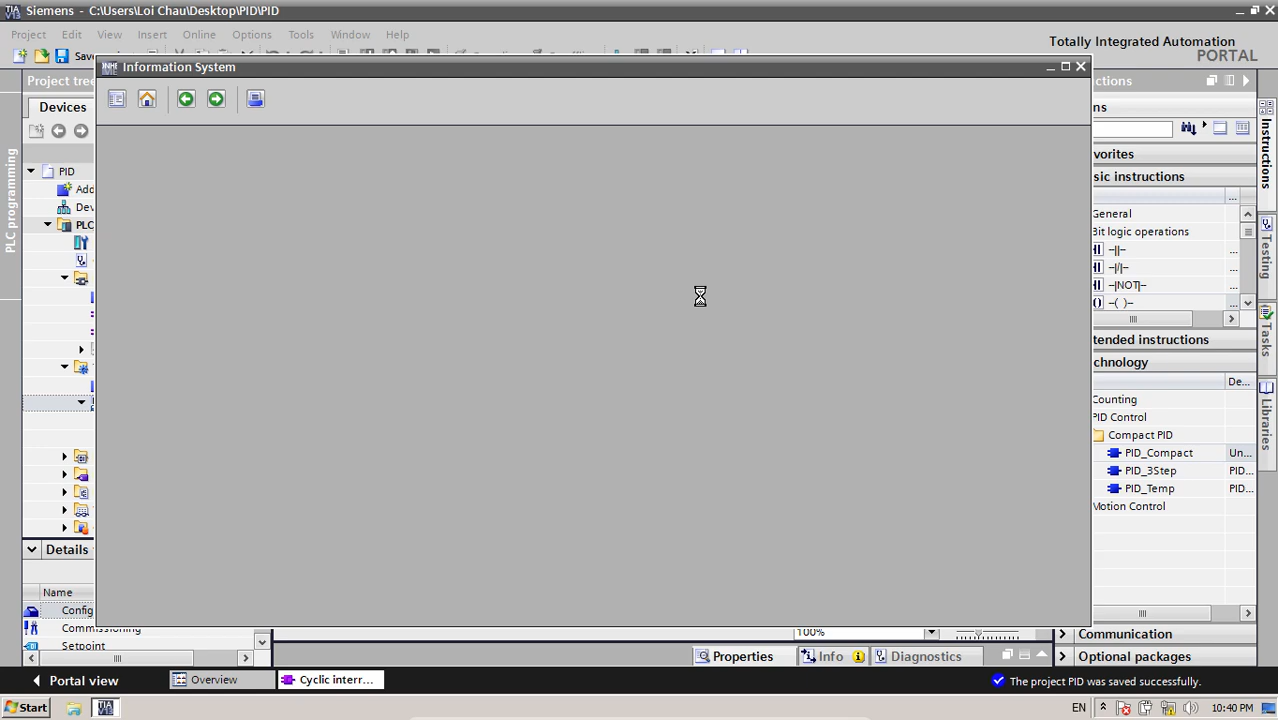 Siemens - C:\Users\Loi Chau\Desktop\PID\PID
Project Edit View Insert Online Options Tools Window Help
Totally Integrated Automation
PORTAL
Information System
Project tree
Devices
PLC programming
PID
Add
Dev
PLC
Details
Name
Config
Commissioning
Setpoint
ctions
ns
vorites
sic instructions
...
General
Bit logic operations
-||- ...
-|/|- ...
-|NOT|- ...
-( )- ...
tended instructions
chnology
De...
Counting
PID Control
Compact PID
PID_Compact Un...
PID_3Step PID...
PID_Temp PID...
Motion Control
Communication
Optional packages
Instructions
Testing
Tasks
Libraries
100%
Properties Info Diagnostics
Portal view Overview Cyclic interr...
The project PID was saved successfully.
Start
EN 10:40 PM